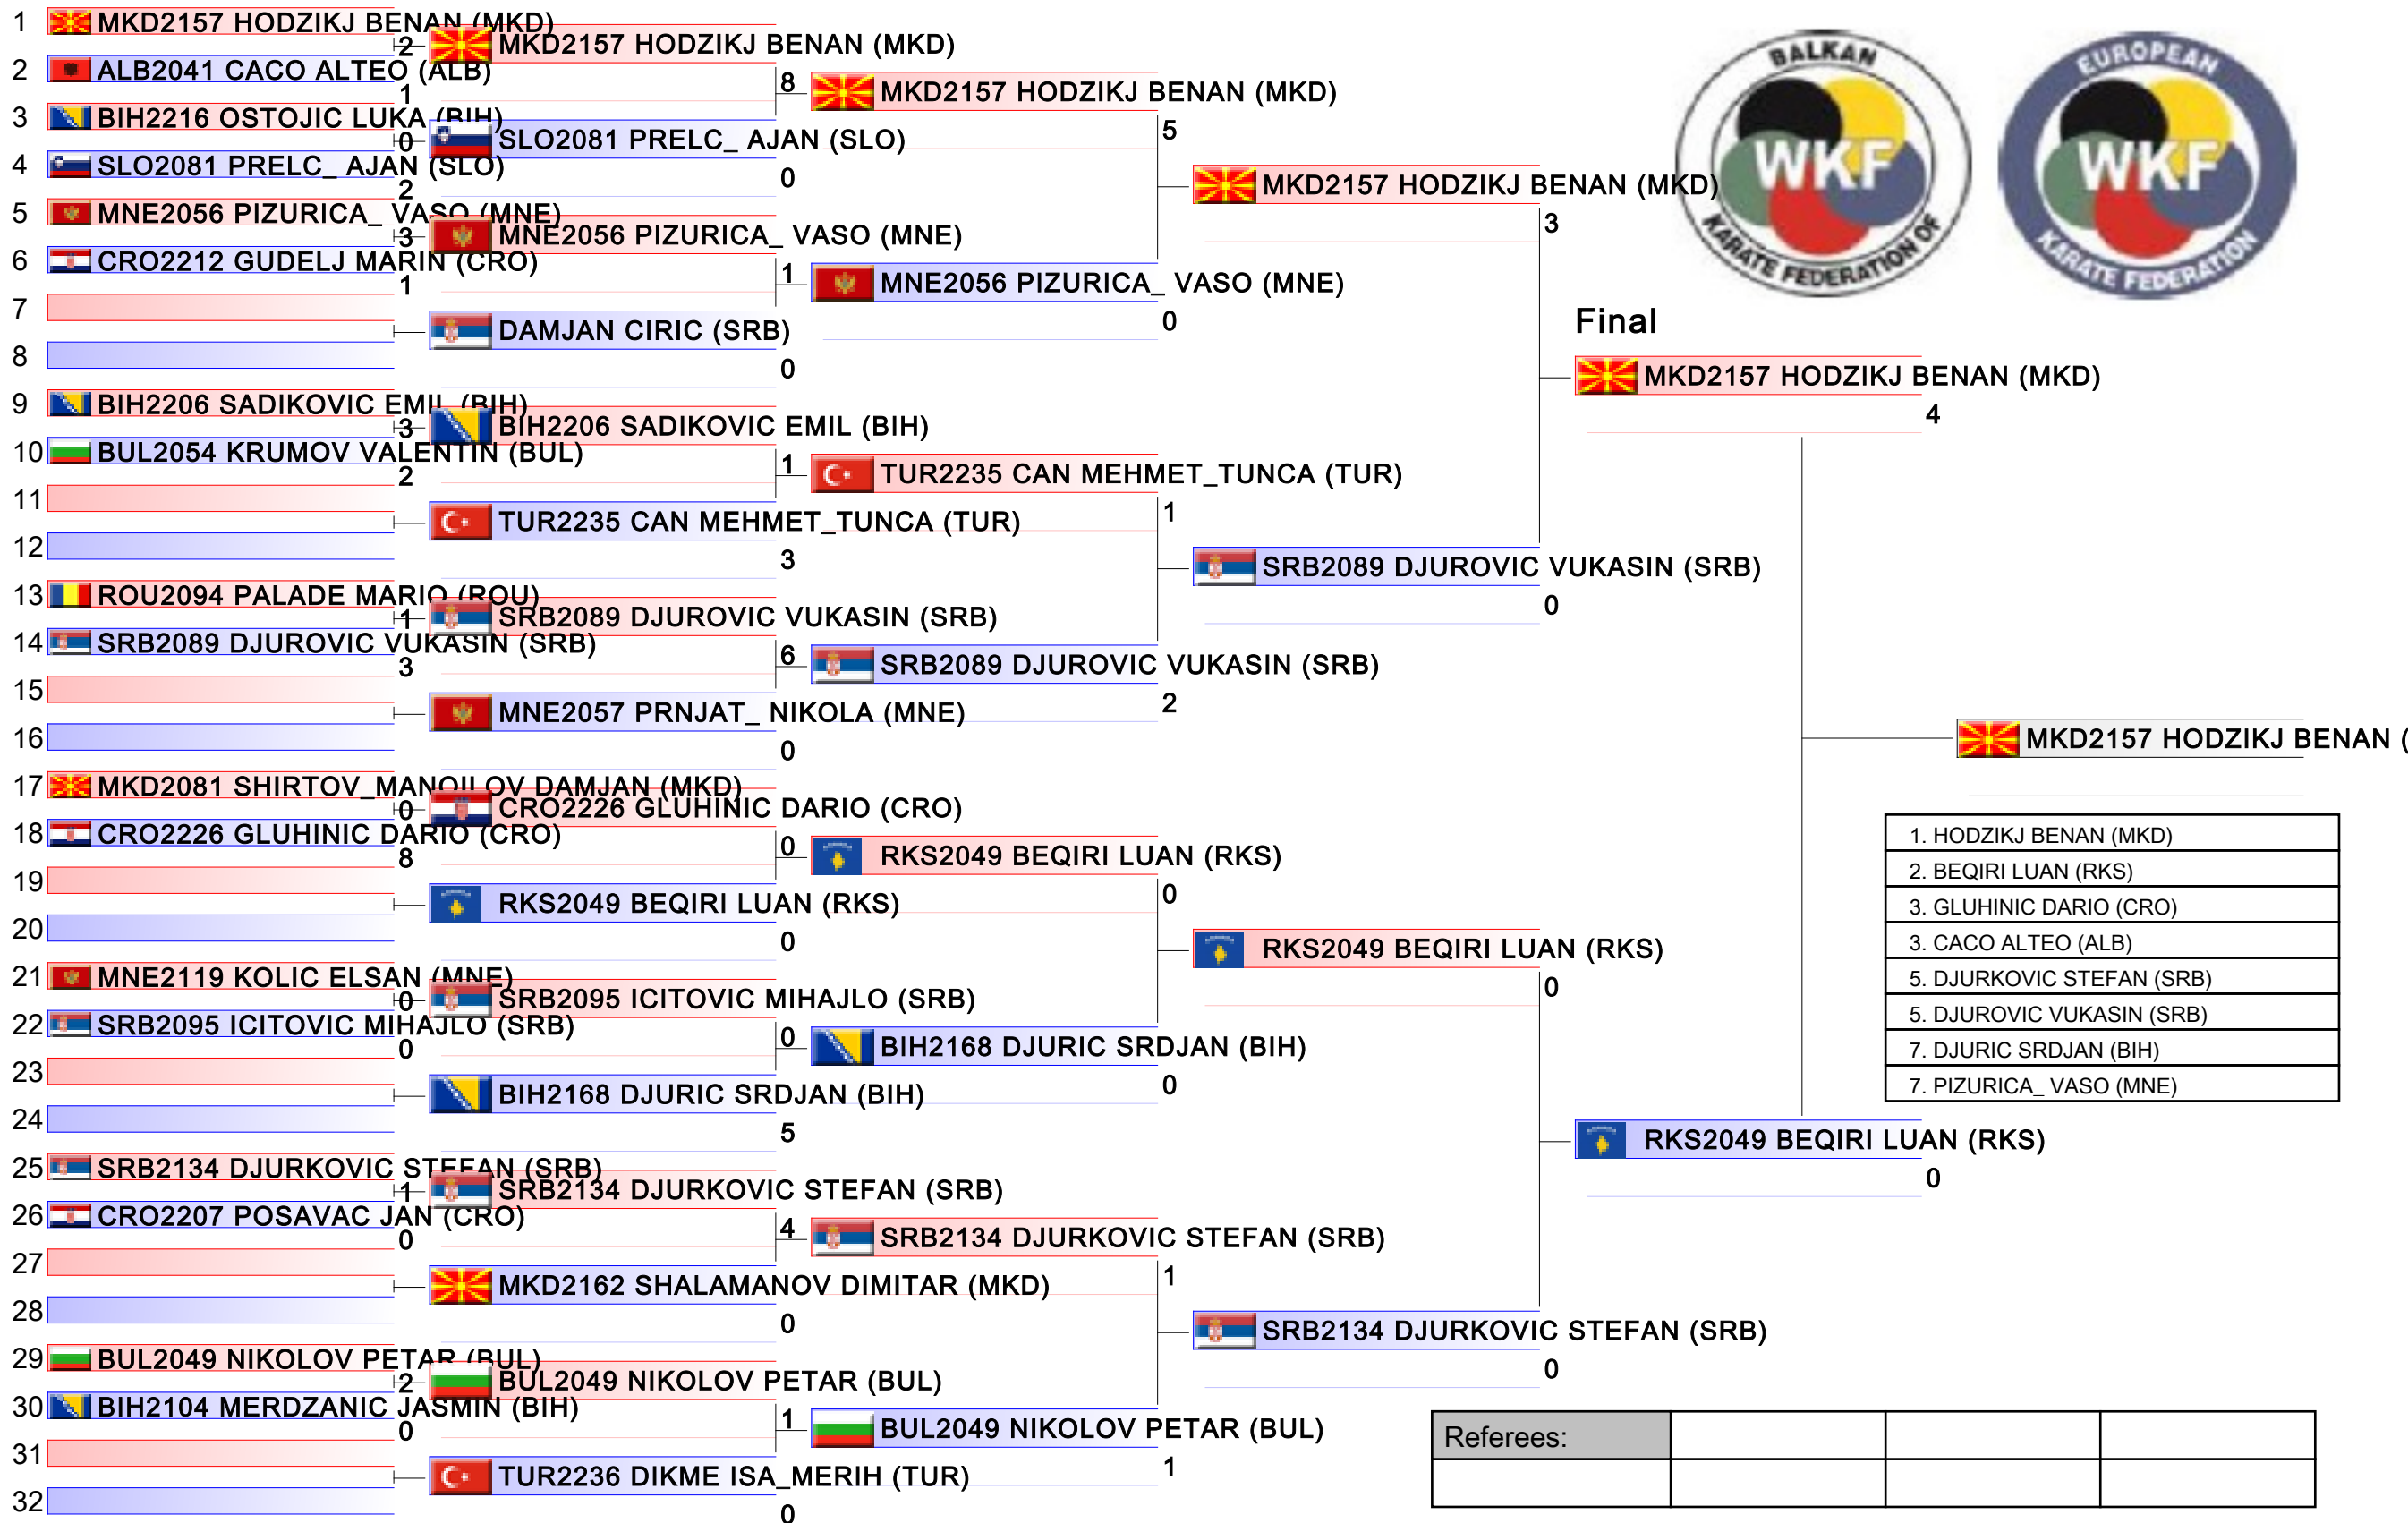 1 MKD2157 HODZIKJ BENAN (MKD)
2
2 ALB2041 CACO ALTEO (ALB)
1
3 BIH2216 OSTOJIC LUKA (BIH)
0
4 SLO2081 PRELC_ AJAN (SLO)
2
5 MNE2056 PIZURICA_ VASO (MNE)
3
6 CRO2212 GUDELJ MARIN (CRO)
1
7
8
9 BIH2206 SADIKOVIC EMIL (BIH)
3
10 BUL2054 KRUMOV VALENTIN (BUL)
2
11
12
13 ROU2094 PALADE MARIO (ROU)
1
14 SRB2089 DJUROVIC VUKASIN (SRB)
3
15
16
17 MKD2081 SHIRTOV_MANOILOV DAMJAN (MKD)
0
18 CRO2226 GLUHINIC DARIO (CRO)
8
19
20
21 MNE2119 KOLIC ELSAN (MNE)
0
22 SRB2095 ICITOVIC MIHAJLO (SRB)
0
23
24
25 SRB2134 DJURKOVIC STEFAN (SRB)
1
26 CRO2207 POSAVAC JAN (CRO)
0
27
28
29 BUL2049 NIKOLOV PETAR (BUL)
2
30 BIH2104 MERDZANIC JASMIN (BIH)
0
31
32
MKD2157 HODZIKJ BENAN (MKD)
8
SLO2081 PRELC_ AJAN (SLO)
0
MNE2056 PIZURICA_ VASO (MNE)
1
DAMJAN CIRIC (SRB)
0
BIH2206 SADIKOVIC EMIL (BIH)
1
TUR2235 CAN MEHMET_TUNCA (TUR)
3
SRB2089 DJUROVIC VUKASIN (SRB)
6
MNE2057 PRNJAT_ NIKOLA (MNE)
0
CRO2226 GLUHINIC DARIO (CRO)
0
RKS2049 BEQIRI LUAN (RKS)
0
SRB2095 ICITOVIC MIHAJLO (SRB)
0
BIH2168 DJURIC SRDJAN (BIH)
5
SRB2134 DJURKOVIC STEFAN (SRB)
4
MKD2162 SHALAMANOV DIMITAR (MKD)
0
BUL2049 NIKOLOV PETAR (BUL)
1
TUR2236 DIKME ISA_MERIH (TUR)
0
MKD2157 HODZIKJ BENAN (MKD)
5
MNE2056 PIZURICA_ VASO (MNE)
0
TUR2235 CAN MEHMET_TUNCA (TUR)
1
SRB2089 DJUROVIC VUKASIN (SRB)
2
RKS2049 BEQIRI LUAN (RKS)
0
BIH2168 DJURIC SRDJAN (BIH)
0
SRB2134 DJURKOVIC STEFAN (SRB)
1
BUL2049 NIKOLOV PETAR (BUL)
1
MKD2157 HODZIKJ BENAN (MKD)
3
SRB2089 DJUROVIC VUKASIN (SRB)
0
RKS2049 BEQIRI LUAN (RKS)
0
SRB2134 DJURKOVIC STEFAN (SRB)
0
BALKAN
WKF
KARATE FEDERATION OF
EUROPEAN
WKF
KARATE FEDERATION
Final
MKD2157 HODZIKJ BENAN (MKD)
4
RKS2049 BEQIRI LUAN (RKS)
0
MKD2157 HODZIKJ BENAN (
1. HODZIKJ BENAN (MKD)
2. BEQIRI LUAN (RKS)
3. GLUHINIC DARIO (CRO)
3. CACO ALTEO (ALB)
5. DJURKOVIC STEFAN (SRB)
5. DJUROVIC VUKASIN (SRB)
7. DJURIC SRDJAN (BIH)
7. PIZURICA_ VASO (MNE)
Referees: